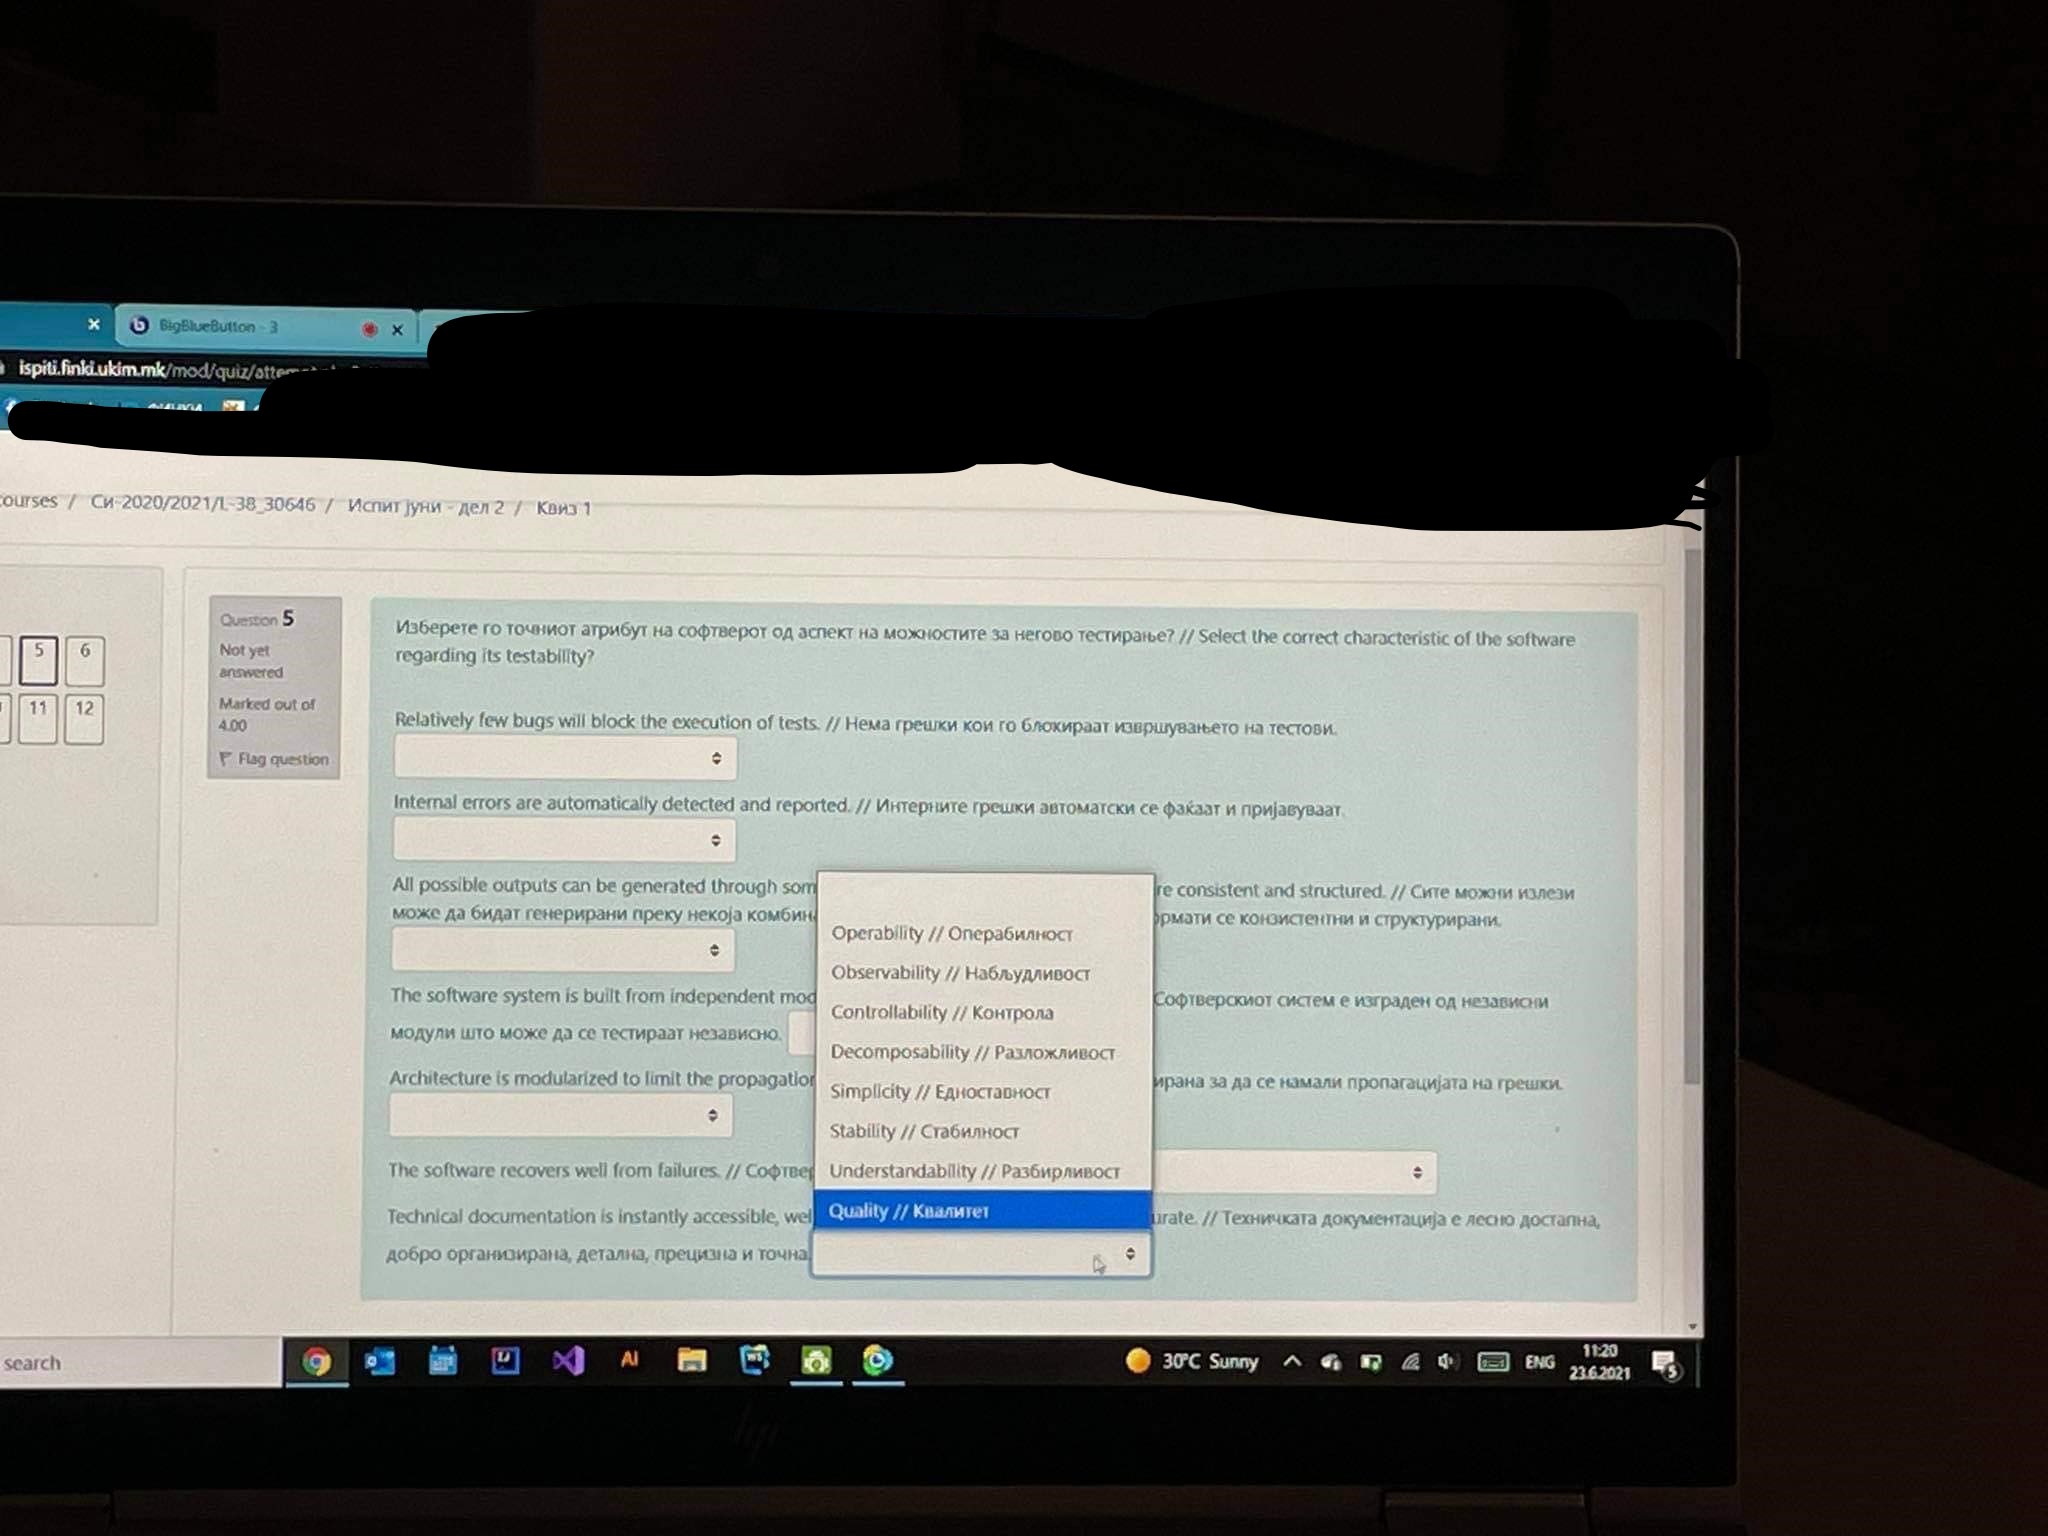 BigBlueButton - 3
ispiti.finki.ukim.mk/mod/quiz/attem
courses / Си-2020/2021/L-38_30646 / Испит јуни - дел 2 / Квиз 1
5 6
11 12
Question 5
Not yet
answered
Marked out of
4.00
Flag question
Изберете го точниот атрибут на софтверот од аспект на можностите за негово тестирање? // Select the correct characteristic of the software
regarding its testability?
Relatively few bugs will block the execution of tests. // Нема грешки кои го блокираат извршувањето на тестови.
Internal errors are automatically detected and reported. // Интерните грешки автоматски се фаќаат и пријавуваат.
All possible outputs can be generated through som re consistent and structured. // Сите можни излези
може да бидат генерирани преку некоја комбин рмати се конзистентни и структурирани.
The software system is built from independent mod Софтверскиот систем е изграден од независни
модули што може да се тестираат независно.
Architecture is modularized to limit the propagation ирана за да се намали пропагацијата на грешки.
The software recovers well from failures. // Софтвер
Technical documentation is instantly accessible, wel urate. // Техничката документација е лесно достапна,
добро организирана, детална, прецизна и точна
Operability // Операбилност
Observability // Набљудливост
Controllability // Контрола
Decomposability // Разложливост
Simplicity // Едноставност
Stability // Стабилност
Understandability // Разбирливост
Quality // Квалитет
search
Ai
WS
30°C Sunny
ENG
11:20
23.6.2021
5
hp